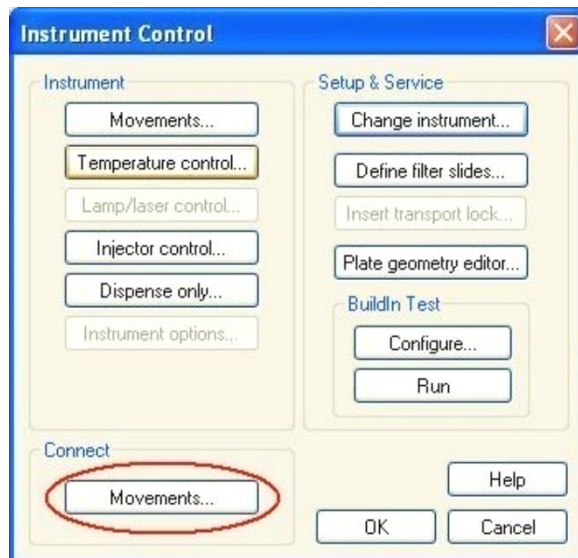 Instrument Control
Instrument
Movements...
Temperature control...
Lamp/laser control...
Injector control...
Dispense only...
Instrument options...
Setup & Service
Change instrument...
Define filter slides...
Insert transport lock...
Plate geometry editor...
BuildIn Test
Configure...
Run
Connect
Movements...
Help
OK
Cancel